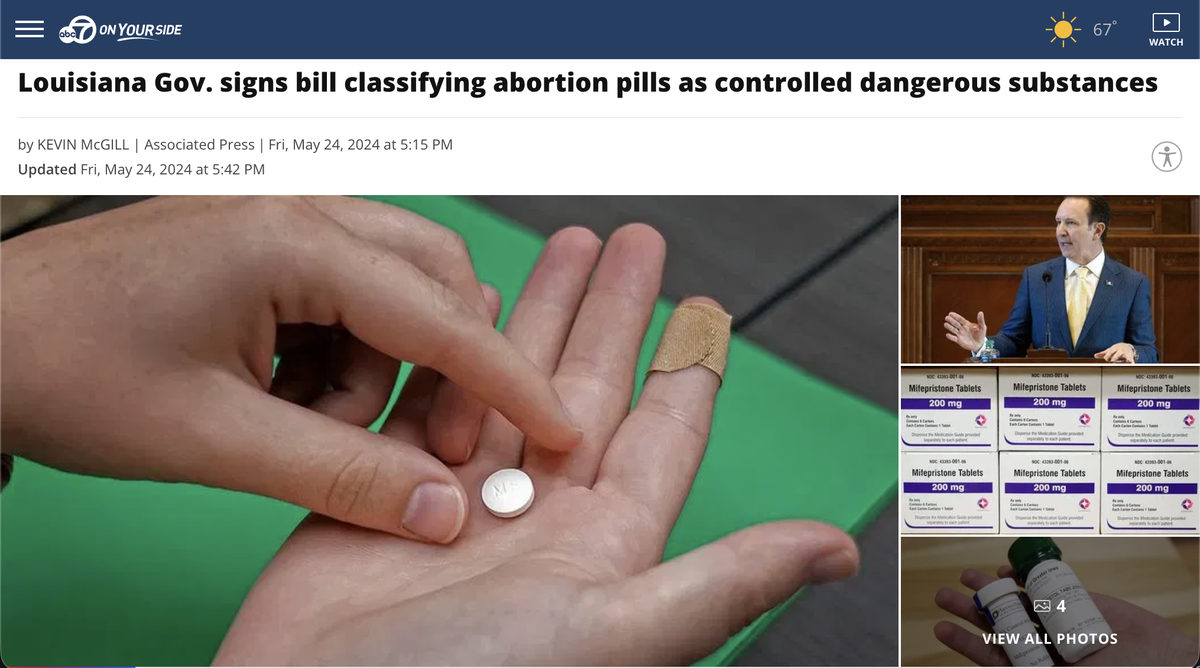 abc 7 ON YOUR SIDE
67°
WATCH
Louisiana Gov. signs bill classifying abortion pills as controlled dangerous substances
by KEVIN McGILL | Associated Press | Fri, May 24, 2024 at 5:15 PM
Updated Fri, May 24, 2024 at 5:42 PM
Mifepristone Tablets
200 mg
Mifepristone Tablets
200 mg
Mifepristone Tablets
200 mg
Mifepristone Tablets
200 mg
Mifepristone Tablets
200 mg
Mifepristone Tablets
200 mg
4
VIEW ALL PHOTOS